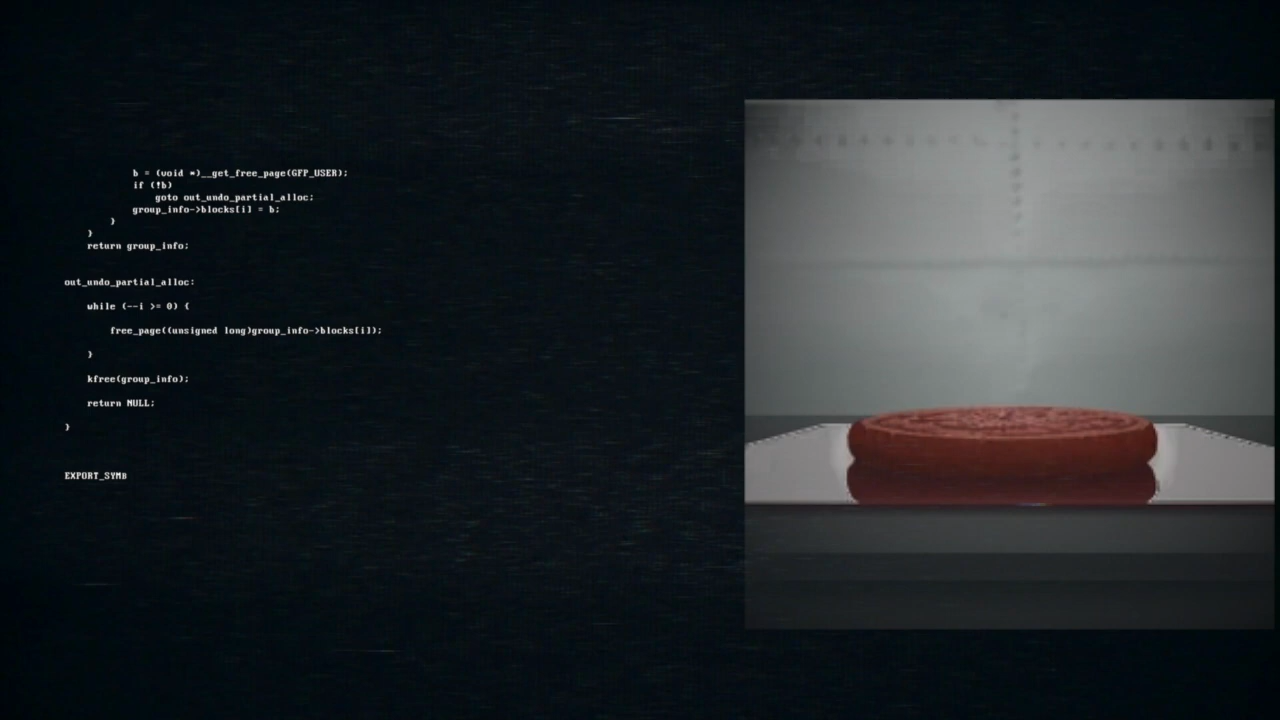 b = (void *)__get_free_page(GFP_USER);
if (!b)
goto out_undo_partial_alloc;
group_info->blocks[i] = b;
}
}
return group_info;
out_undo_partial_alloc:
while (--i >= 0) {
free_page((unsigned long)group_info->blocks[i]);
}
kfree(group_info);
return NULL;
}
EXPORT_SYMB